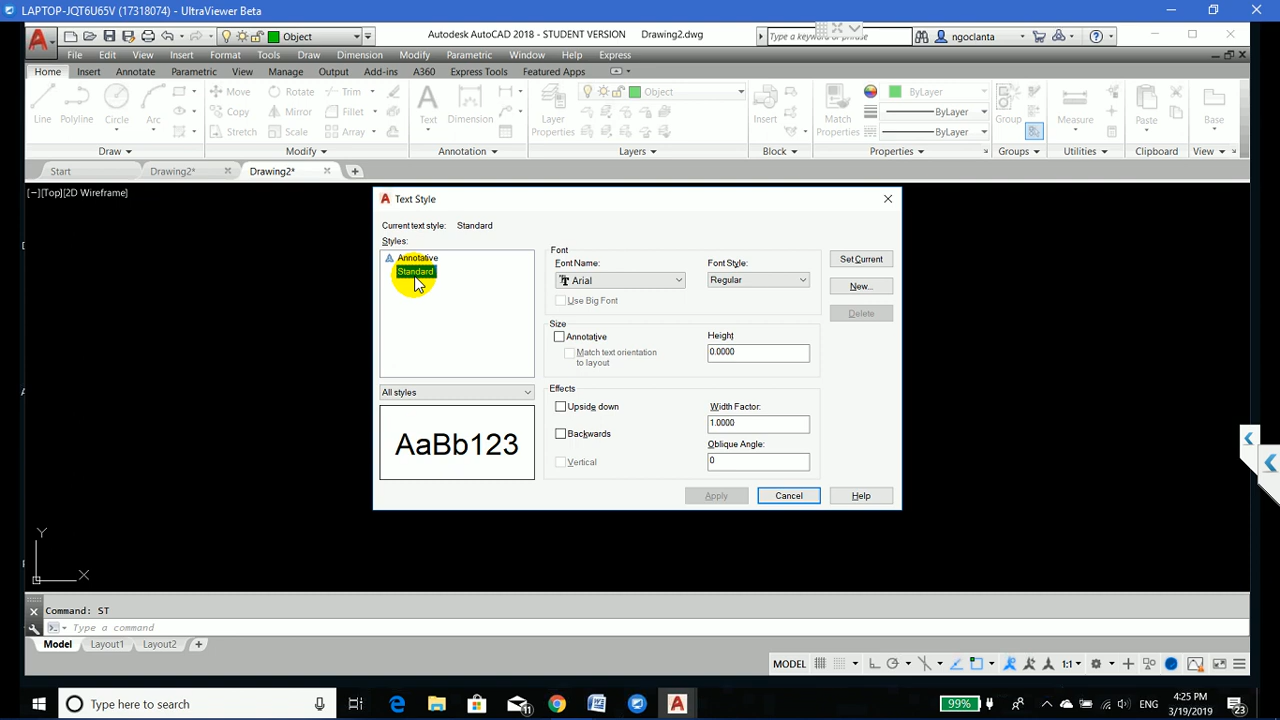 LAPTOP-JQT6U65V (17318074) - UltraViewer Beta
Object
Autodesk AutoCAD 2018 - STUDENT VERSION Drawing2.dwg
Type a keyword or phrase
ngoclanta
File Edit View Insert Format Tools Draw Dimension Modify Parametric Window Help Express
Home Insert Annotate Parametric View Manage Output Add-ins A360 Express Tools Featured Apps
Line Polyline Circle Arc
Move Rotate Trim
Copy Mirror Fillet
Stretch Scale Array
Text Dimension
Layer Properties
Object
Insert
Match Properties
ByLayer
ByLayer
ByLayer
Group
Measure
Paste
Base
Draw Modify Annotation Layers Block Properties Groups Utilities Clipboard View
Start Drawing2* Drawing2*
[−][Top][2D Wireframe]
Text Style
Current text style: Standard
Styles:
Annotative
Standard
All styles
AaBb123
Font
Font Name:
Arial
Use Big Font
Font Style:
Regular
Size
Annotative
Match text orientation
to layout
Height
0.0000
Effects
Upside down
Backwards
Vertical
Width Factor:
1.0000
Oblique Angle:
0
Set Current
New...
Delete
Apply Cancel Help
Y
X
Command: ST
Type a command
Model Layout1 Layout2
MODEL
1:1
Type here to search
11
99%
ENG
4:25 PM
3/19/2019
23